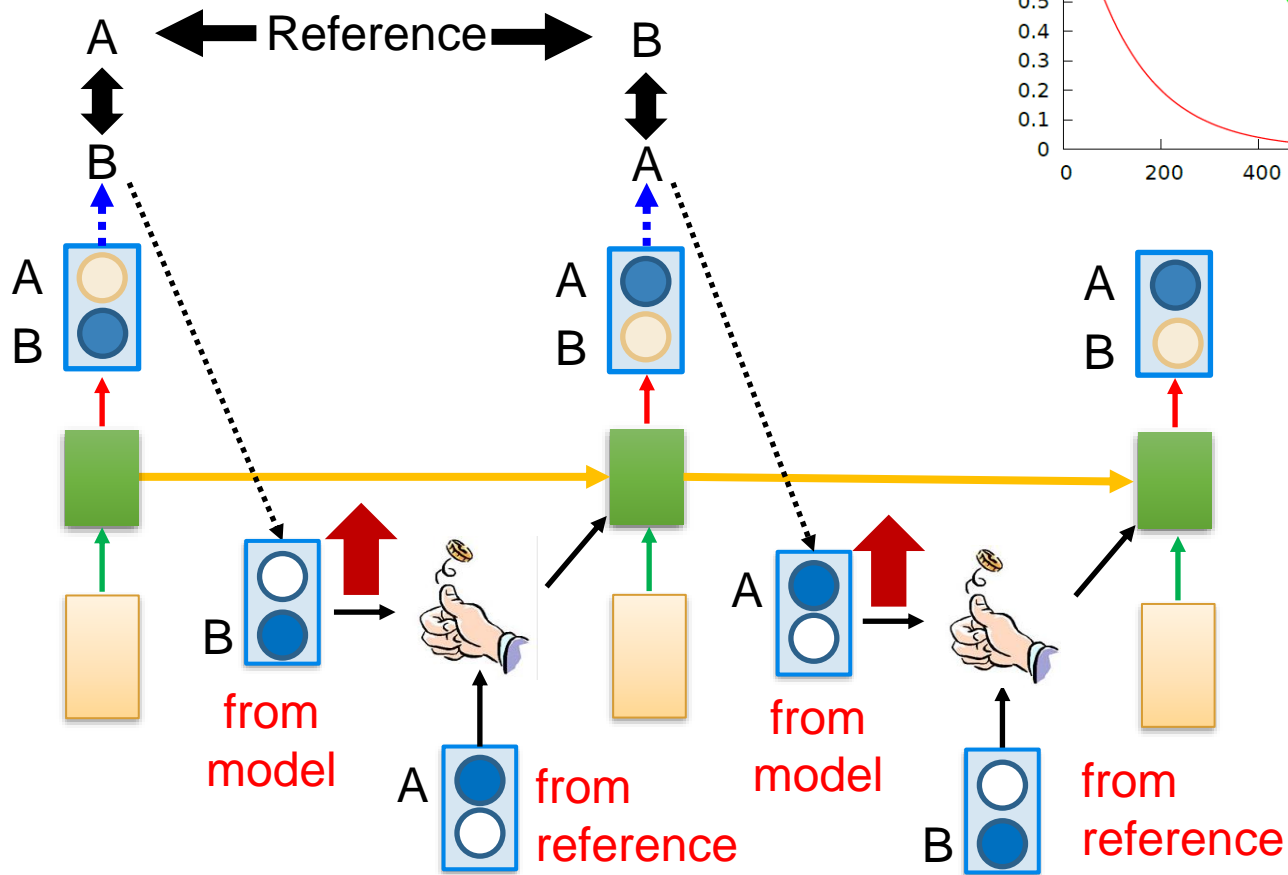 A Reference B
0.5
0.4
0.3
0.2
0.1
0
0 200 400
B A
A
B
A
B
A
B
B
from
model
A
from
reference
A
from
model
B
from
reference